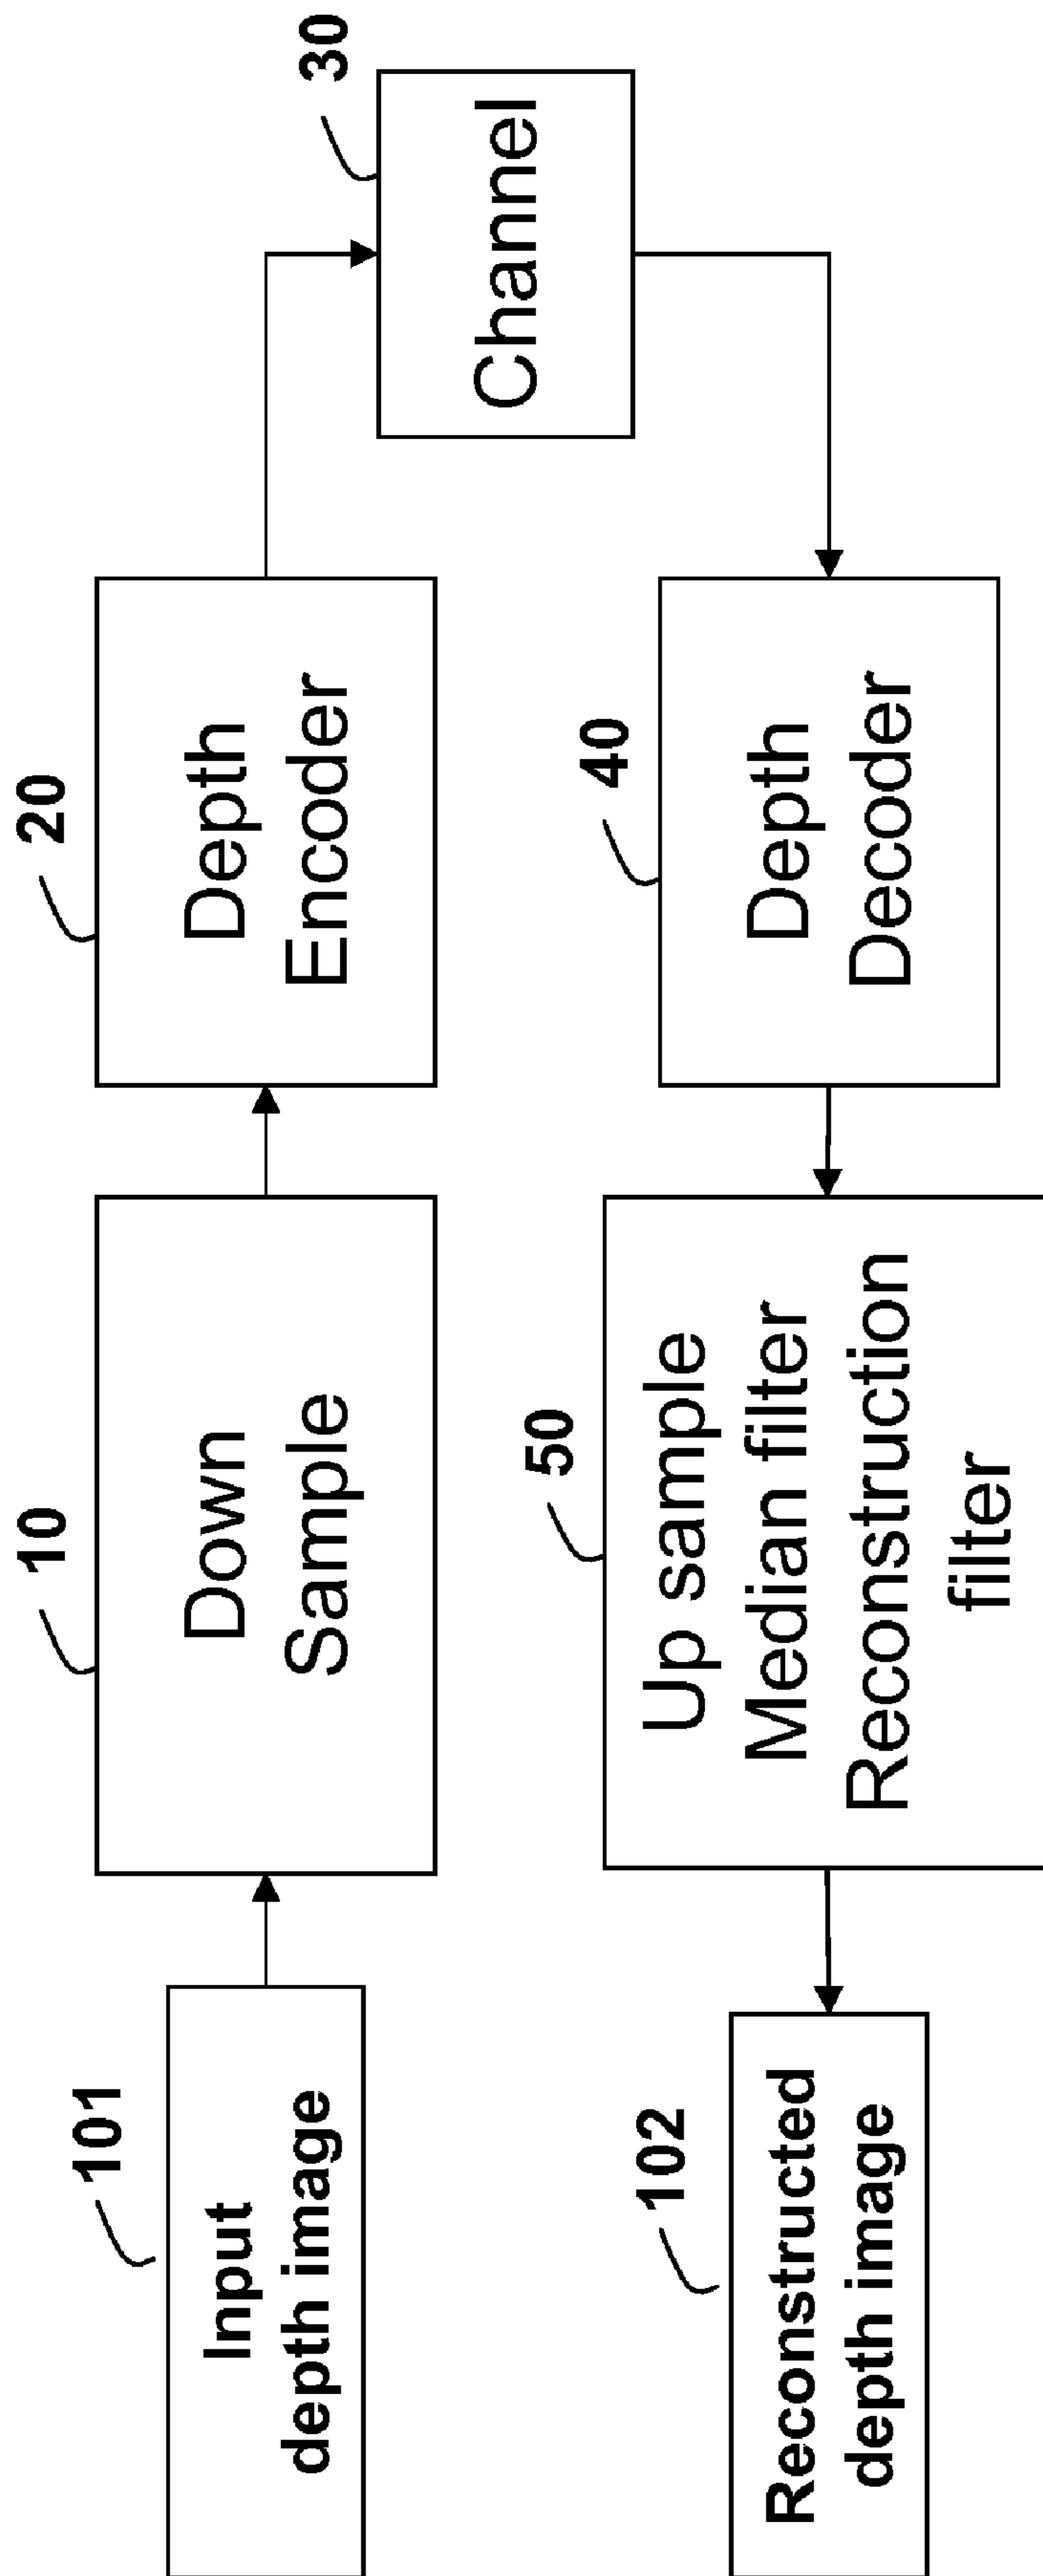 101
Input
depth image
10
Down
Sample
20
Depth
Encoder
30
Channel
40
Depth
Decoder
50
Up sample
Median filter
Reconstruction
filter
102
Reconstructed
depth image